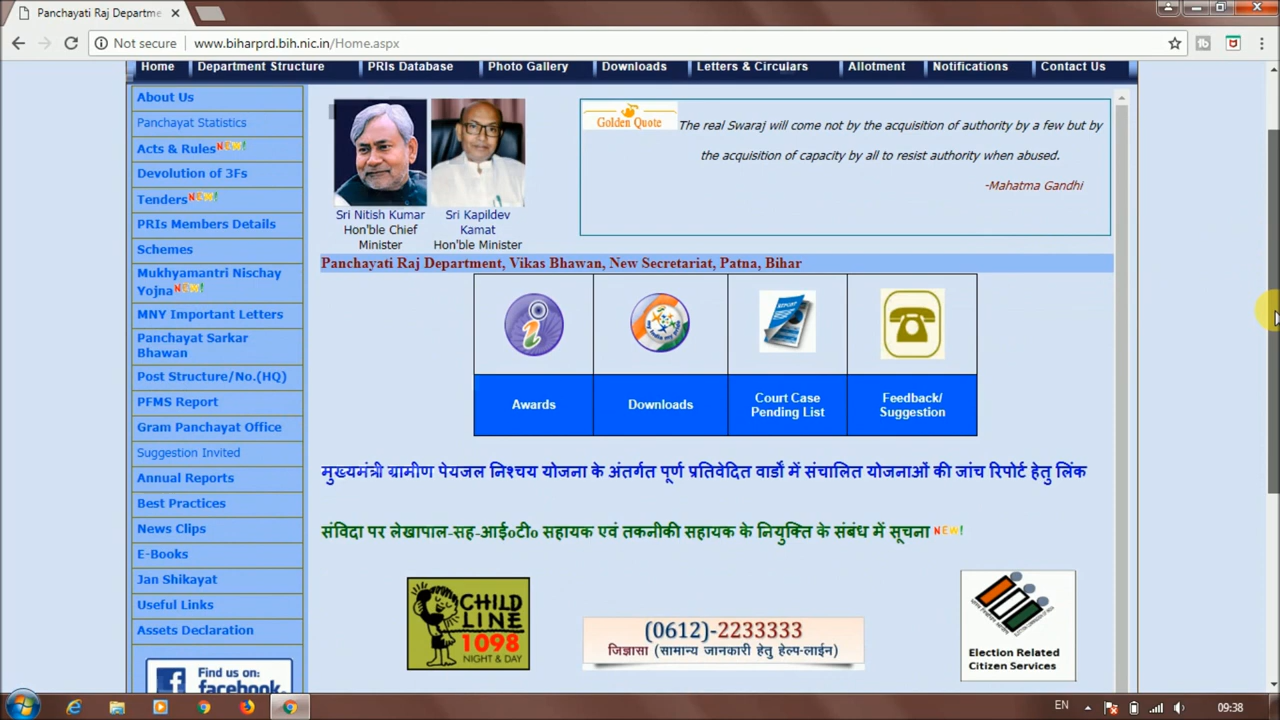 Panchayati Raj Departme
Not secure
www.biharprd.bih.nic.in/Home.aspx
Home
Department Structure
PRIs Database
Photo Gallery
Downloads
Letters & Circulars
Allotment
Notifications
Contact Us
About Us
Panchayat Statistics
Acts & Rules NEW!
Devolution of 3Fs
Tenders NEW!
PRIs Members Details
Schemes
Mukhyamantri Nischay
Yojna NEW!
MNY Important Letters
Panchayat Sarkar
Bhawan
Post Structure/No.(HQ)
PFMS Report
Gram Panchayat Office
Suggestion Invited
Annual Reports
Best Practices
News Clips
E-Books
Jan Shikayat
Useful Links
Assets Declaration
Find us on:
facebook.
Sri Nitish Kumar
Hon'ble Chief
Minister
Sri Kapildev
Kamat
Hon'ble Minister
Golden Quote
The real Swaraj will come not by the acquisition of authority by a few but by
the acquisition of capacity by all to resist authority when abused.
-Mahatma Gandhi
Panchayati Raj Department, Vikas Bhawan, New Secretariat, Patna, Bihar
REPORT
Awards
Downloads
Court Case
Pending List
Feedback/
Suggestion
मुख्यमंत्री ग्रामीण पेयजल निश्चय योजना के अंतर्गत पूर्ण प्रतिवेदित वार्डों में संचालित योजनाओं की जांच रिपोर्ट हेतु लिंक
संविदा पर लेखापाल-सह-आई०टी० सहायक एवं तकनीकी सहायक के नियुक्ति के संबंध में सूचना NEW!
CHILD
LINE
1098
NIGHT & DAY
(0612)-2233333
जिज्ञासा (सामान्य जानकारी हेतु हेल्प-लाईन)
Election Related
Citizen Services
EN
09:38